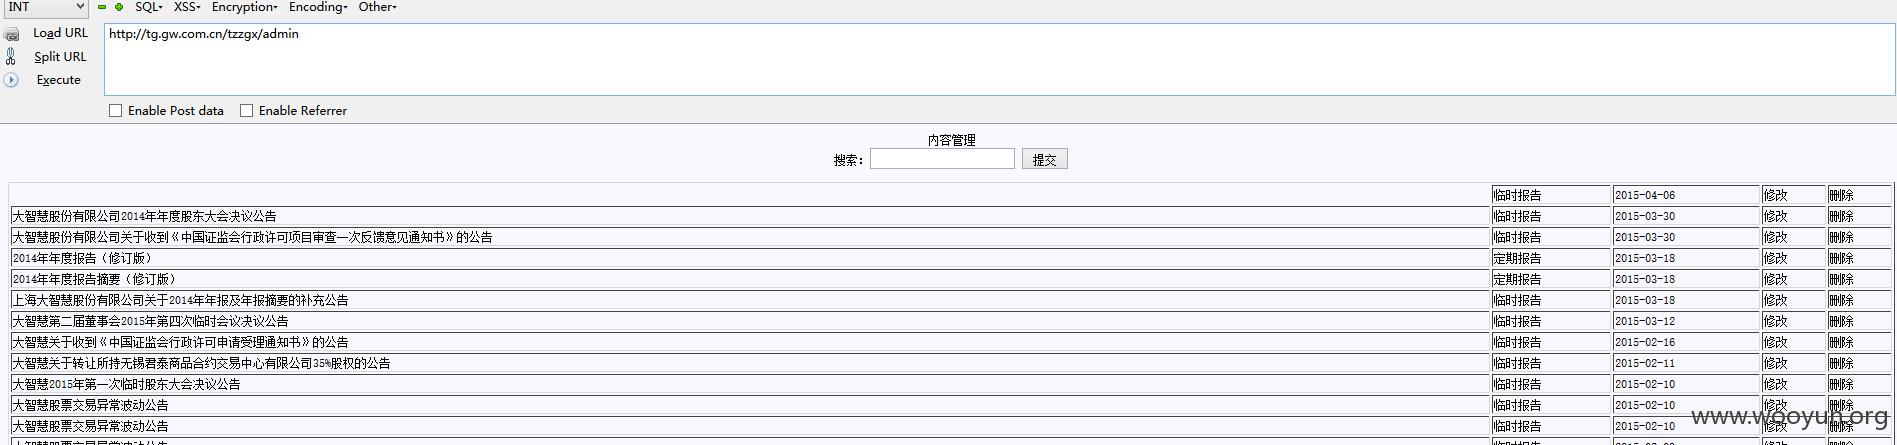 INT SQL XSS Encryption Encoding Other
Load URL
Split URL
Execute
http://tg.gw.com.cn/tzzgx/admin
Enable Post data Enable Referrer
内容管理
搜索： 提交
临时报告 2015-04-06 修改 删除
大智慧股份有限公司2014年年度股东大会决议公告 临时报告 2015-03-30 修改 删除
大智慧股份有限公司关于收到《中国证监会行政许可项目审查一次反馈意见通知书》的公告 临时报告 2015-03-30 修改 删除
2014年年度报告（修订版） 定期报告 2015-03-18 修改 删除
2014年年度报告摘要（修订版） 定期报告 2015-03-18 修改 删除
上海大智慧股份有限公司关于2014年年报及年报摘要的补充公告 临时报告 2015-03-18 修改 删除
大智慧第二届董事会2015年第四次临时会议决议公告 临时报告 2015-03-12 修改 删除
大智慧关于收到《中国证监会行政许可申请受理通知书》的公告 临时报告 2015-02-16 修改 删除
大智慧关于转让所持无锡君泰商品合约交易中心有限公司35%股权的公告 临时报告 2015-02-11 修改 删除
大智慧2015年第一次临时股东大会决议公告 临时报告 2015-02-10 修改 删除
大智慧股票交易异常波动公告 临时报告 2015-02-10 修改 删除
大智慧股票交易异常波动公告 临时报告 2015-02-10 修改 删除
www.wooyun.org